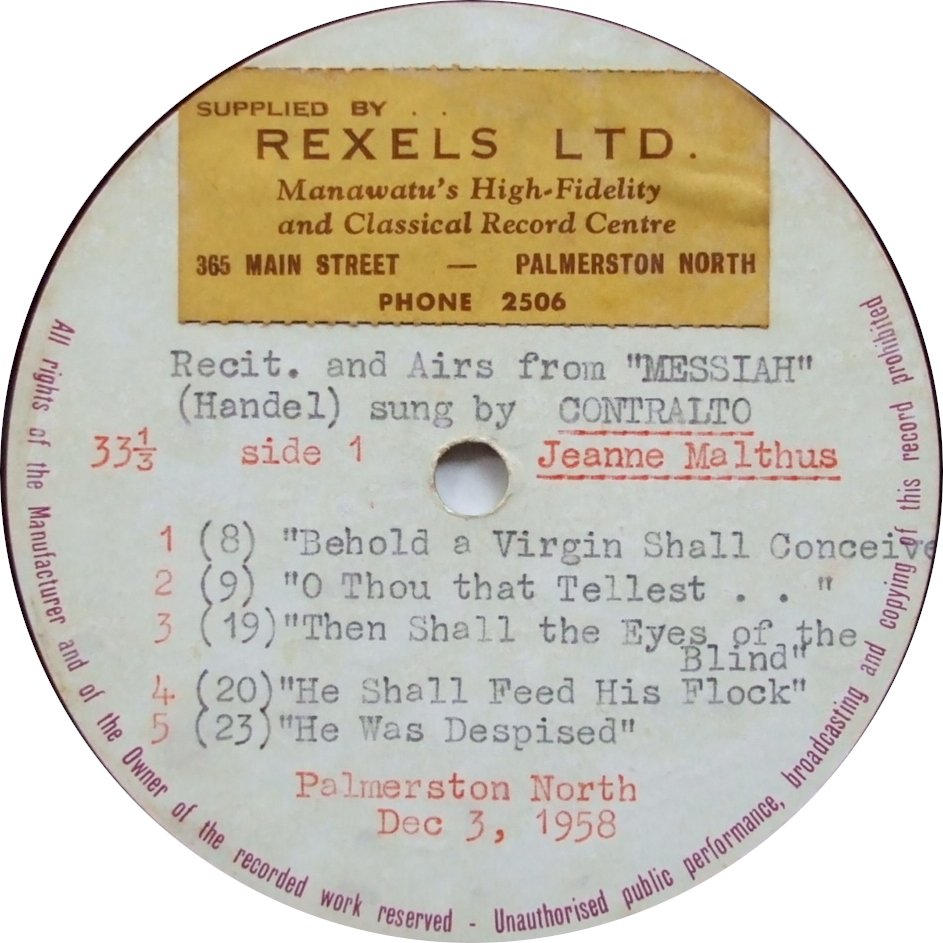 SUPPLIED BY . .
REXELS LTD.
Manawatu's High-Fidelity
and Classical Record Centre
365 MAIN STREET — PALMERSTON NORTH
PHONE 2506
Recit. and Airs from "MESSIAH"
(Handel) sung by CONTRALTO
33⅓ side 1 Jeanne Malthus
1 (8) "Behold a Virgin Shall Conceive
2 (9) "O Thou that Tellest . . "
3 (19)"Then Shall the Eyes of the
Blind"
4 (20)"He Shall Feed His Flock"
5 (23)"He Was Despised"
Palmerston North
Dec 3, 1958
All rights of the Manufacturer and of the Owner of the recorded work reserved - Unauthorised public performance, broadcasting and copying of this record prohibited